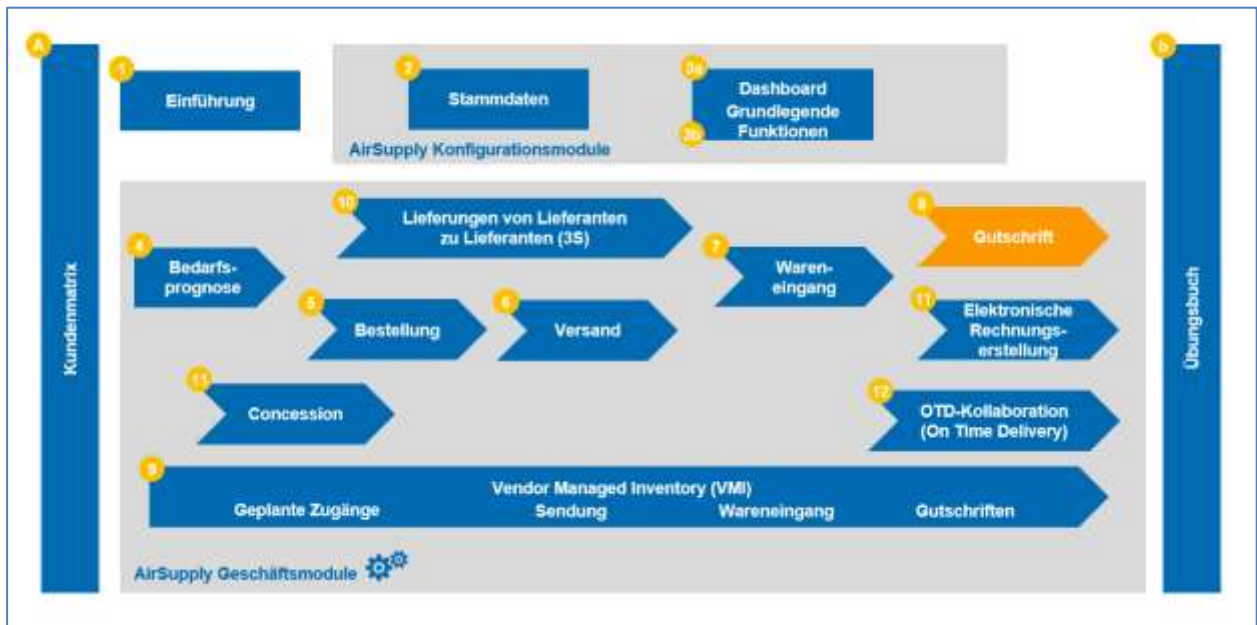 A
Kundenmatrix
1
Einführung
2
Stammdaten
3a
Dashboard
Grundlegende
Funktionen
3b
AirSupply Konfigurationsmodule
b
Übungsbuch
10
Lieferungen von Lieferanten
zu Lieferanten (3S)
8
Gutschrift
4
Bedarfs-
prognose
7
Waren-
eingang
5
Bestellung
6
Versand
11
Elektronische
Rechnungs-
erstellung
11
Concession
12
OTD-Kollaboration
(On Time Delivery)
9
Vendor Managed Inventory (VMI)
Geplante Zugänge
Sendung
Wareneingang
Gutschriften
AirSupply Geschäftsmodule